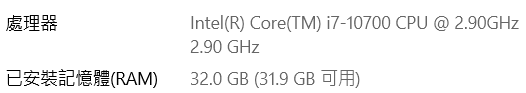 處理器 Intel(R) Core(TM) i7-10700 CPU @ 2.90GHz
2.90 GHz
已安裝記憶體(RAM) 32.0 GB (31.9 GB 可用)